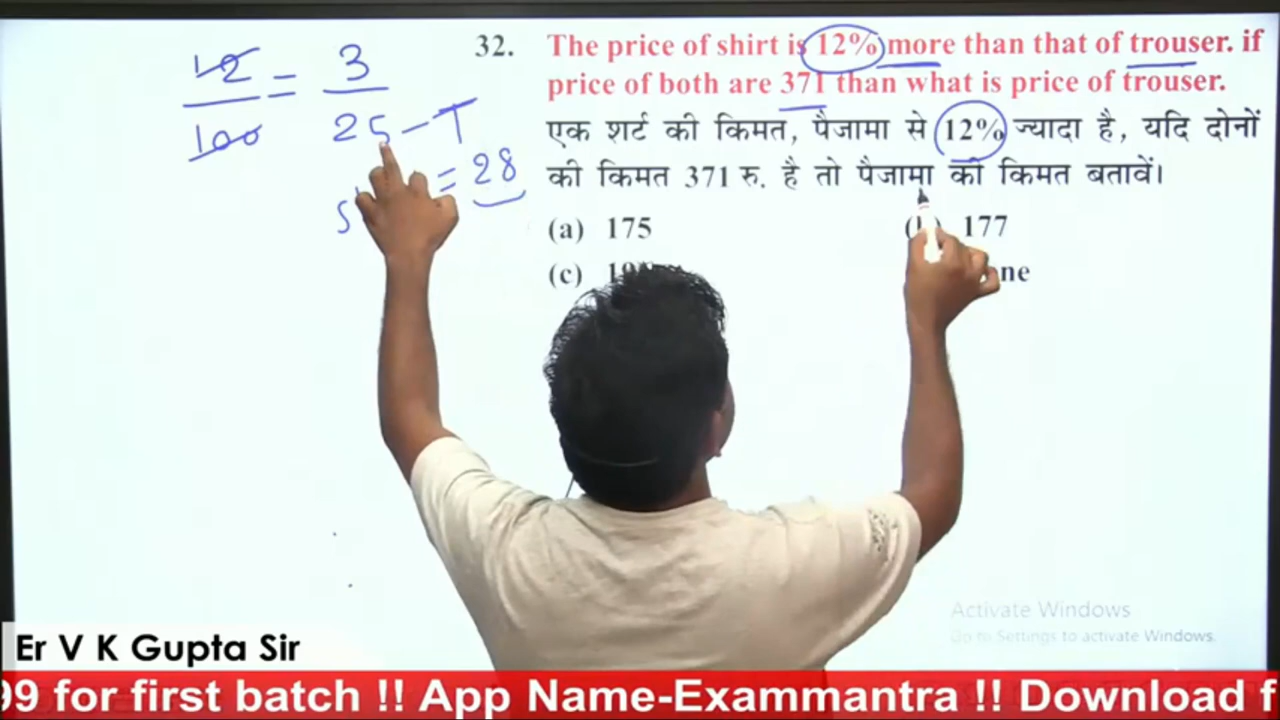 12/100 = 3/25 - T
S = 28
32. The price of shirt is 12% more than that of trouser. if
price of both are 371 than what is price of trouser.
एक शर्ट की किमत, पैजामा से 12% ज्यादा है, यदि दोनों
की किमत 371 रु. है तो पैजामा की किमत बतावें।
(a) 175 177
(c)
Activate Windows
Go to Settings to activate Windows.
Er V K Gupta Sir
99 for first batch !! App Name-Exammantra !! Download f